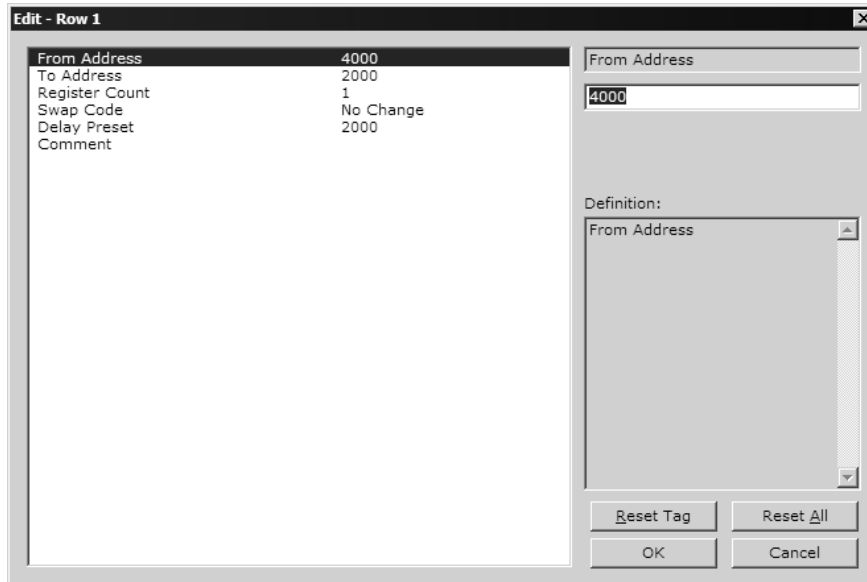 Edit - Row 1
From Address 4000
To Address 2000
Register Count 1
Swap Code No Change
Delay Preset 2000
Comment
From Address
4000
Definition:
From Address
Reset Tag Reset All
OK Cancel